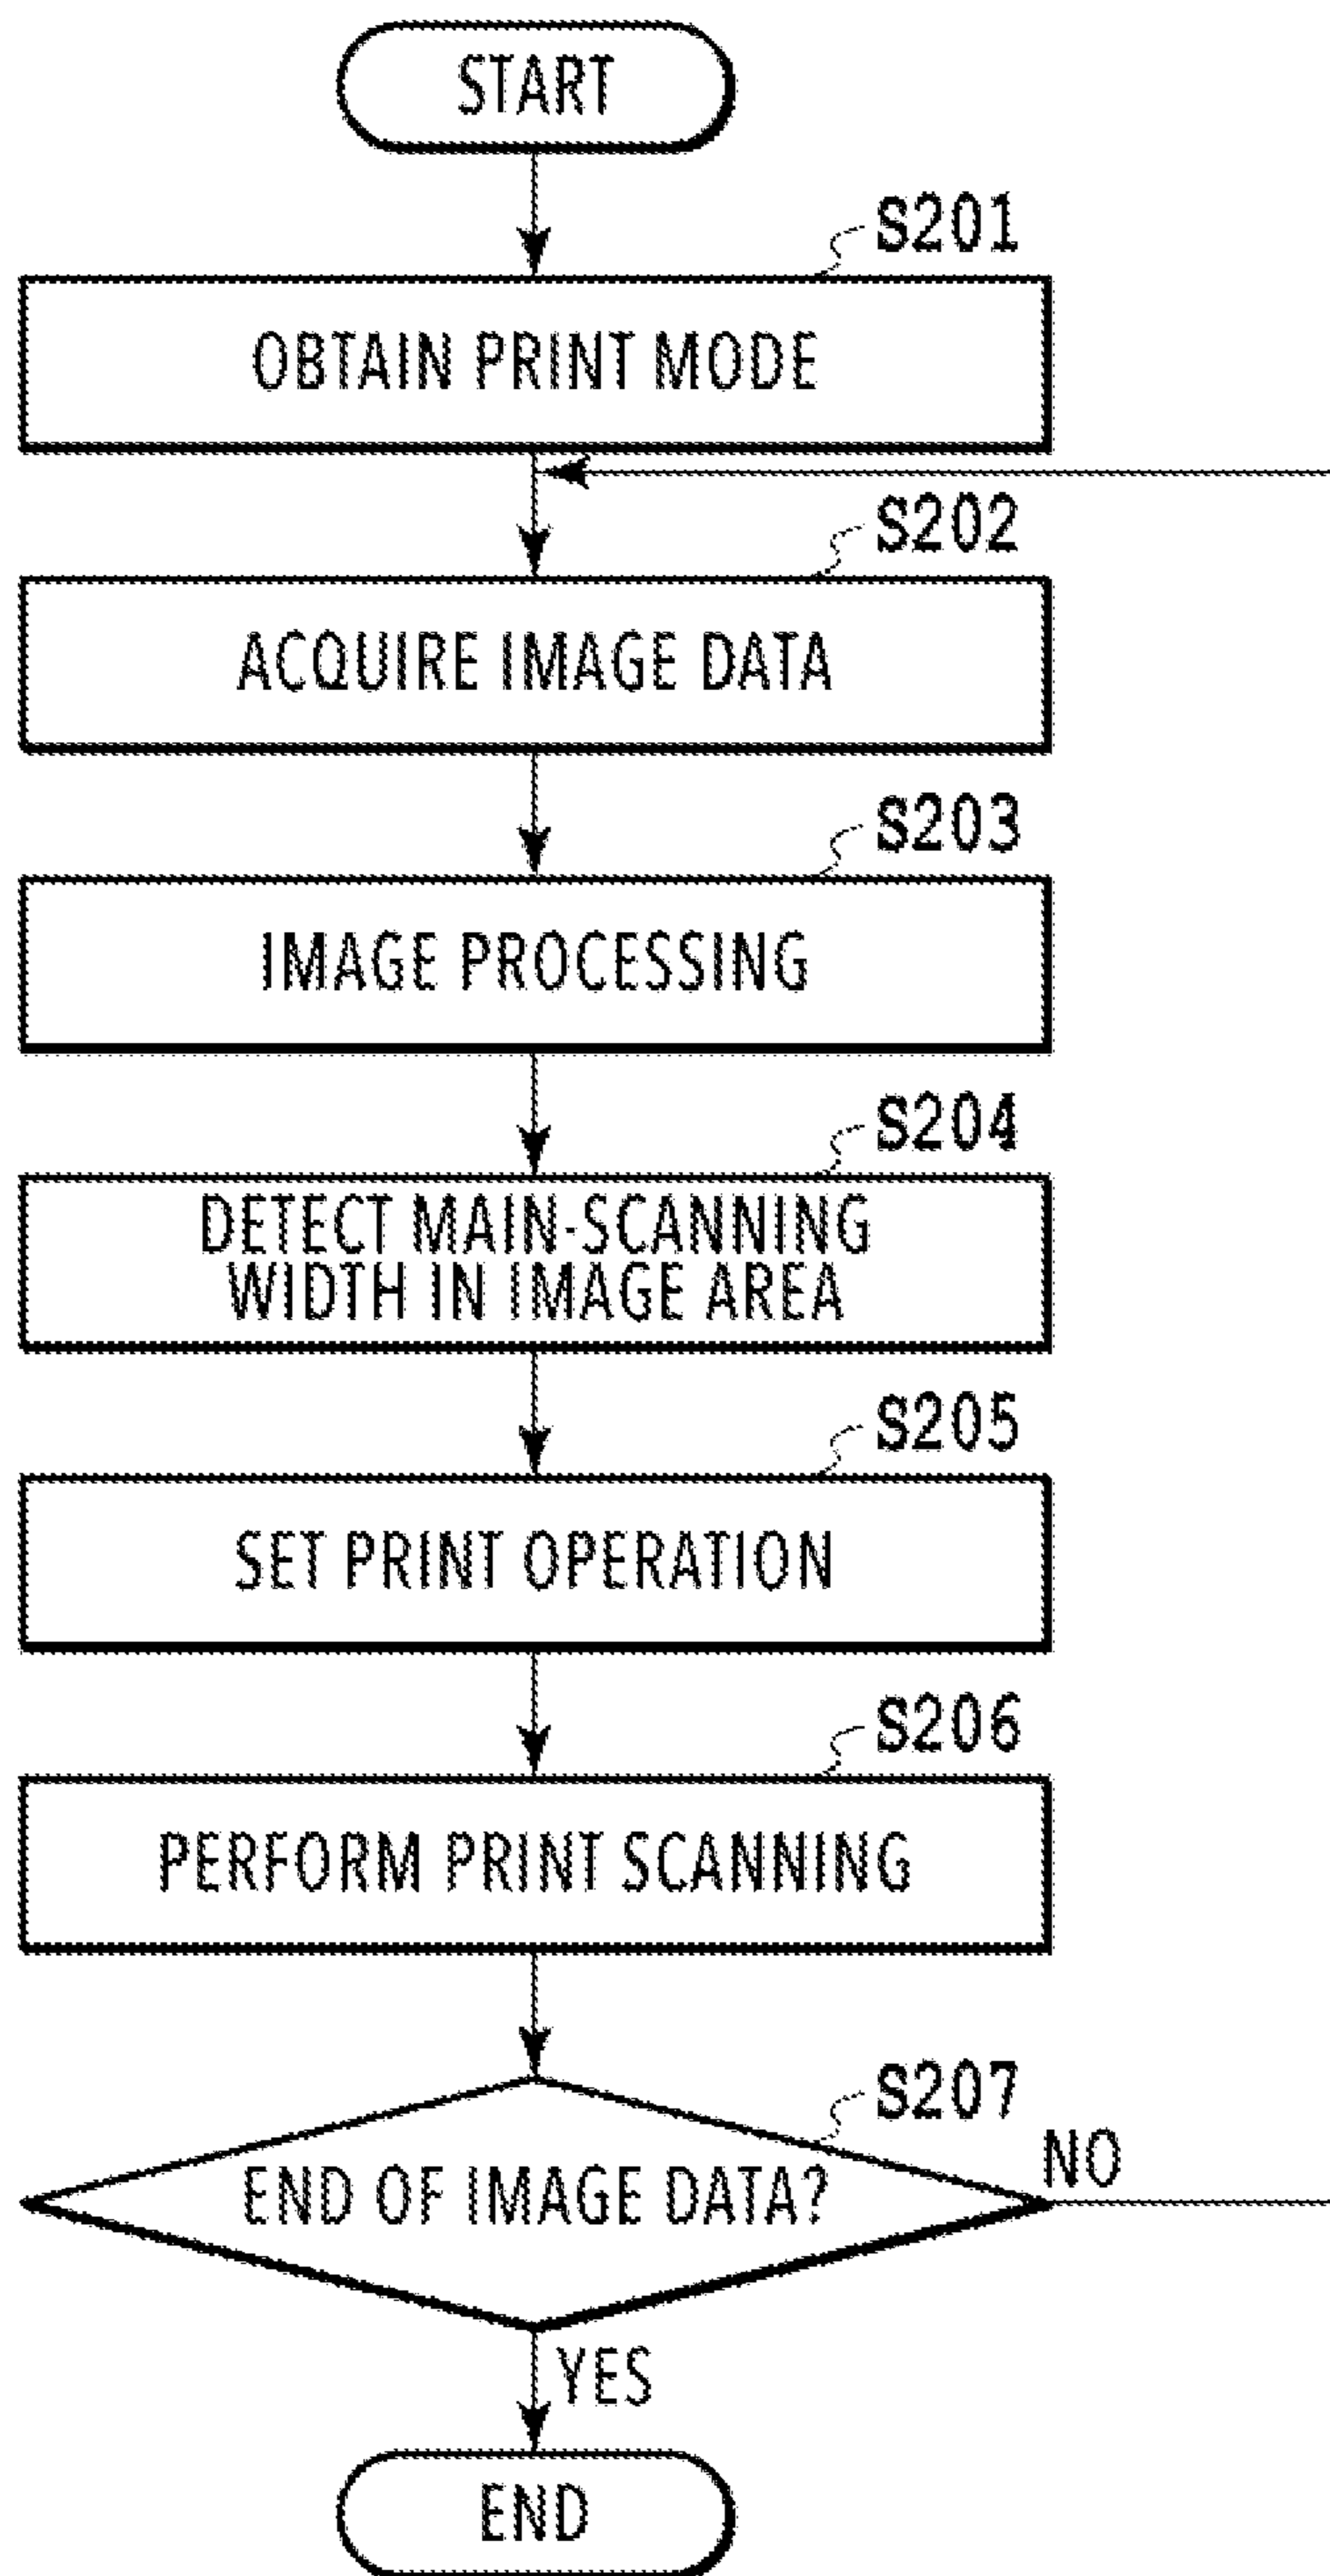 START
S201
OBTAIN PRINT MODE
S202
ACQUIRE IMAGE DATA
S203
IMAGE PROCESSING
S204
DETECT MAIN-SCANNING
WIDTH IN IMAGE AREA
S205
SET PRINT OPERATION
S206
PERFORM PRINT SCANNING
S207
END OF IMAGE DATA?
NO
YES
END